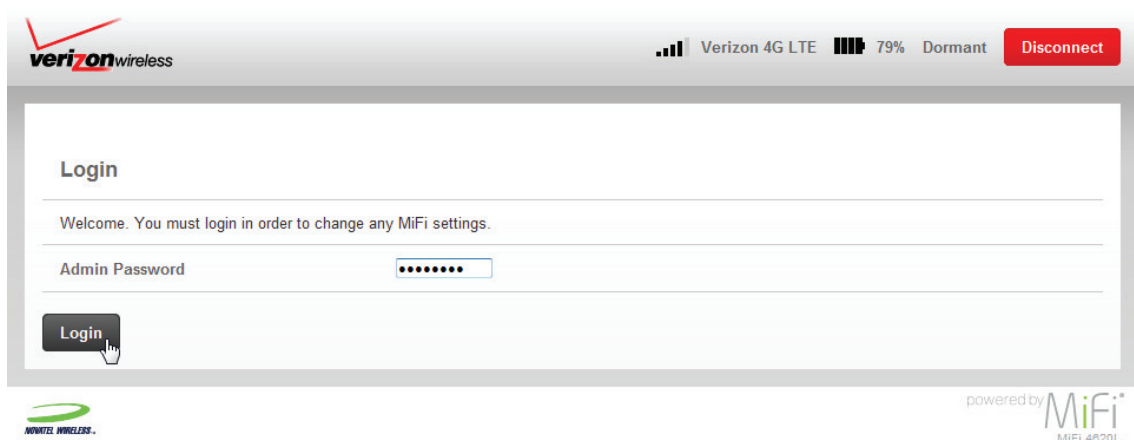 verizonwireless
Verizon 4G LTE 79% Dormant Disconnect
Login
Welcome. You must login in order to change any MiFi settings.
Admin Password ••••••••
Login
NOVATEL WIRELESS.
powered by MiFi
MiFi 4620L